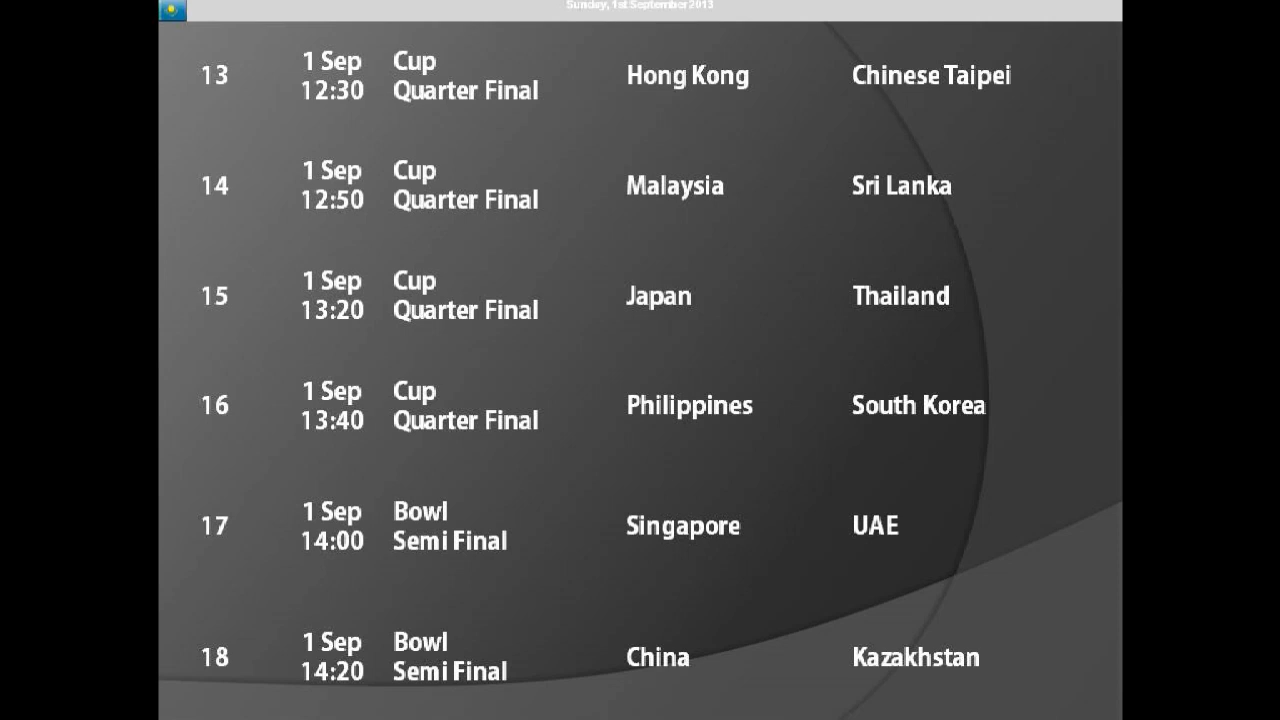 Sunday, 1st September 2013
13 1 Sep 12:30 Cup Quarter Final Hong Kong Chinese Taipei
14 1 Sep 12:50 Cup Quarter Final Malaysia Sri Lanka
15 1 Sep 13:20 Cup Quarter Final Japan Thailand
16 1 Sep 13:40 Cup Quarter Final Philippines South Korea
17 1 Sep 14:00 Bowl Semi Final Singapore UAE
18 1 Sep 14:20 Bowl Semi Final China Kazakhstan